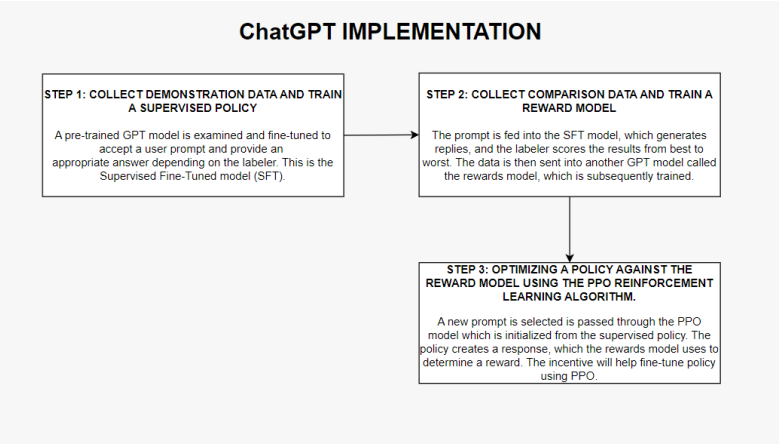 ChatGPT IMPLEMENTATION
STEP 1: COLLECT DEMONSTRATION DATA AND TRAIN
A SUPERVISED POLICY
A pre-trained GPT model is examined and fine-tuned to
accept a user prompt and provide an
appropriate answer depending on the labeler. This is the
Supervised Fine-Tuned model (SFT).
STEP 2: COLLECT COMPARISON DATA AND TRAIN A
REWARD MODEL
The prompt is fed into the SFT model, which generates
replies, and the labeler scores the results from best to
worst. The data is then sent into another GPT model called
the rewards model, which is subsequently trained.
STEP 3: OPTIMIZING A POLICY AGAINST THE
REWARD MODEL USING THE PPO REINFORCEMENT
LEARNING ALGORITHM.
A new prompt is selected is passed through the PPO
model which is initialized from the supervised policy. The
policy creates a response, which the rewards model uses to
determine a reward. The incentive will help fine-tune policy
using PPO.